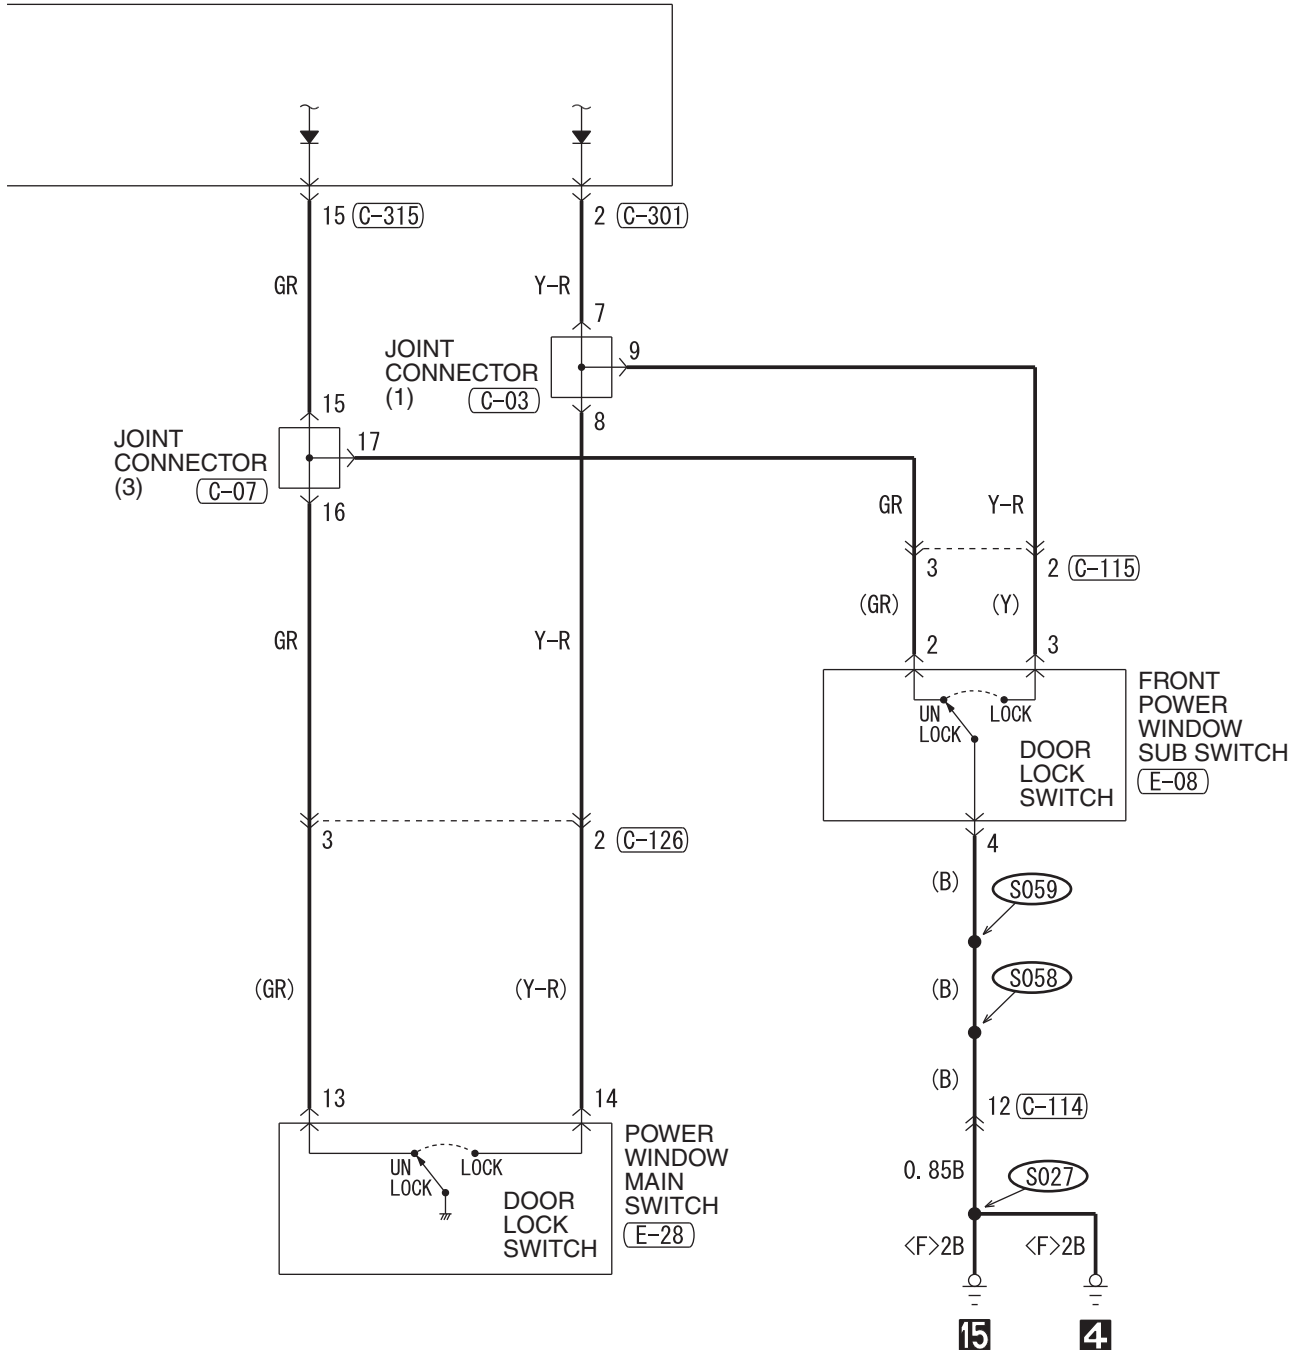 15 C-315
2 C-301
GR
Y-R
7
JOINT
CONNECTOR
(1) C-03
9
8
15
JOINT
CONNECTOR
(3) C-07
17
16
GR
Y-R
3
2 C-115
(GR)
(Y)
2
3
GR
Y-R
UN
LOCK
LOCK
DOOR
LOCK
SWITCH
FRONT
POWER
WINDOW
SUB SWITCH
E-08
3
2 C-126
4
(B)
S059
(B)
S058
(GR)
(Y-R)
(B)
12 C-114
13
14
UN
LOCK
LOCK
DOOR
LOCK
SWITCH
POWER
WINDOW
MAIN
SWITCH
E-28
0.85B
S027
<F>2B
<F>2B
15
4